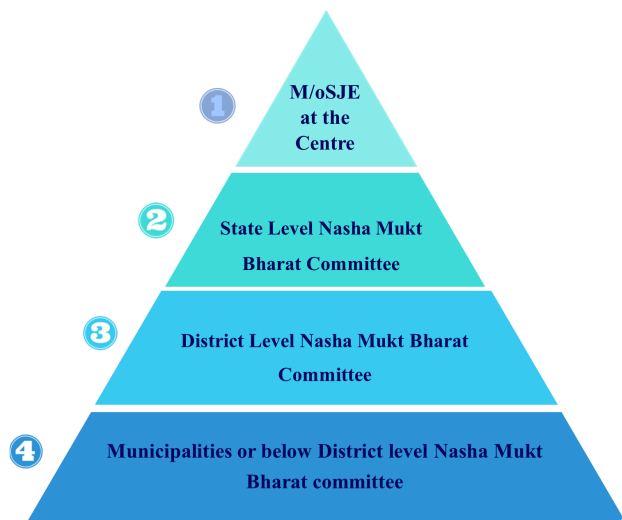 1
M/oSJE
at the
Centre
2
State Level Nasha Mukt
Bharat Committee
3
District Level Nasha Mukt Bharat
Committee
4
Municipalities or below District level Nasha Mukt
Bharat committee